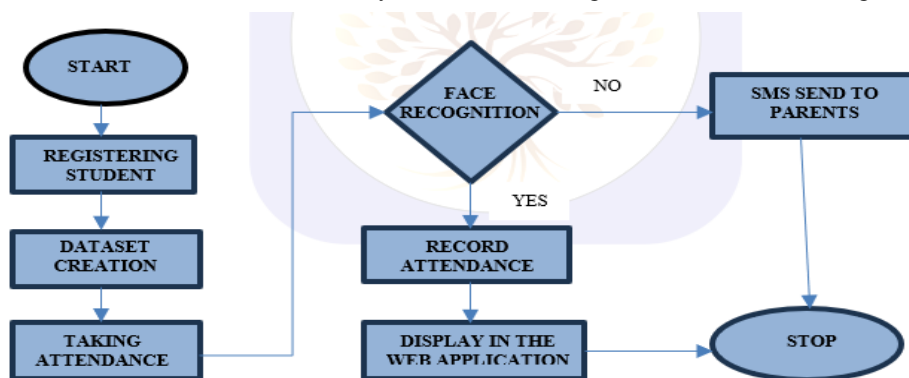 START
REGISTERING
STUDENT
DATASET
CREATION
TAKING
ATTENDANCE
FACE
RECOGNITION
NO
YES
RECORD
ATTENDANCE
DISPLAY IN THE
WEB APPLICATION
SMS SEND TO
PARENTS
STOP